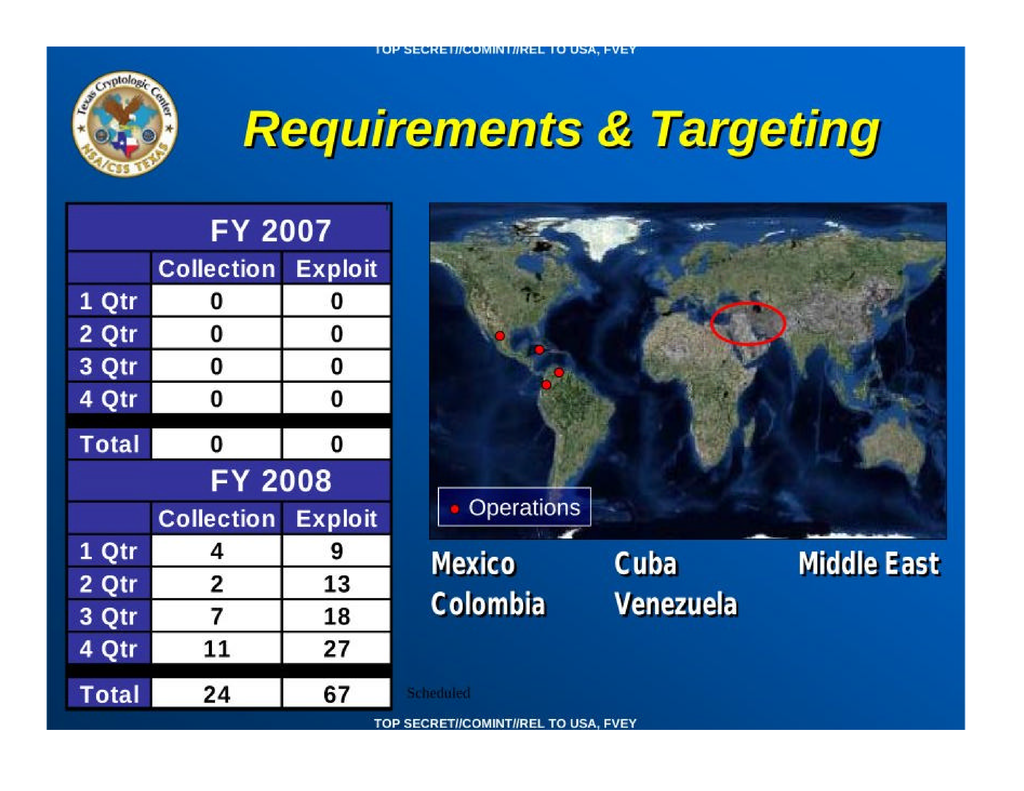 TOP SECRET//COMINT//REL TO USA, FVEY
Texas Cryptologic Center
NSA/CSS TEXAS
Requirements & Targeting
FY 2007
Collection Exploit
1 Qtr 0 0
2 Qtr 0 0
3 Qtr 0 0
4 Qtr 0 0
Total 0 0
FY 2008
Collection Exploit
1 Qtr 4 9
2 Qtr 2 13
3 Qtr 7 18
4 Qtr 11 27
Total 24 67
Operations
Mexico Cuba Middle East
Colombia Venezuela
Scheduled
TOP SECRET//COMINT//REL TO USA, FVEY